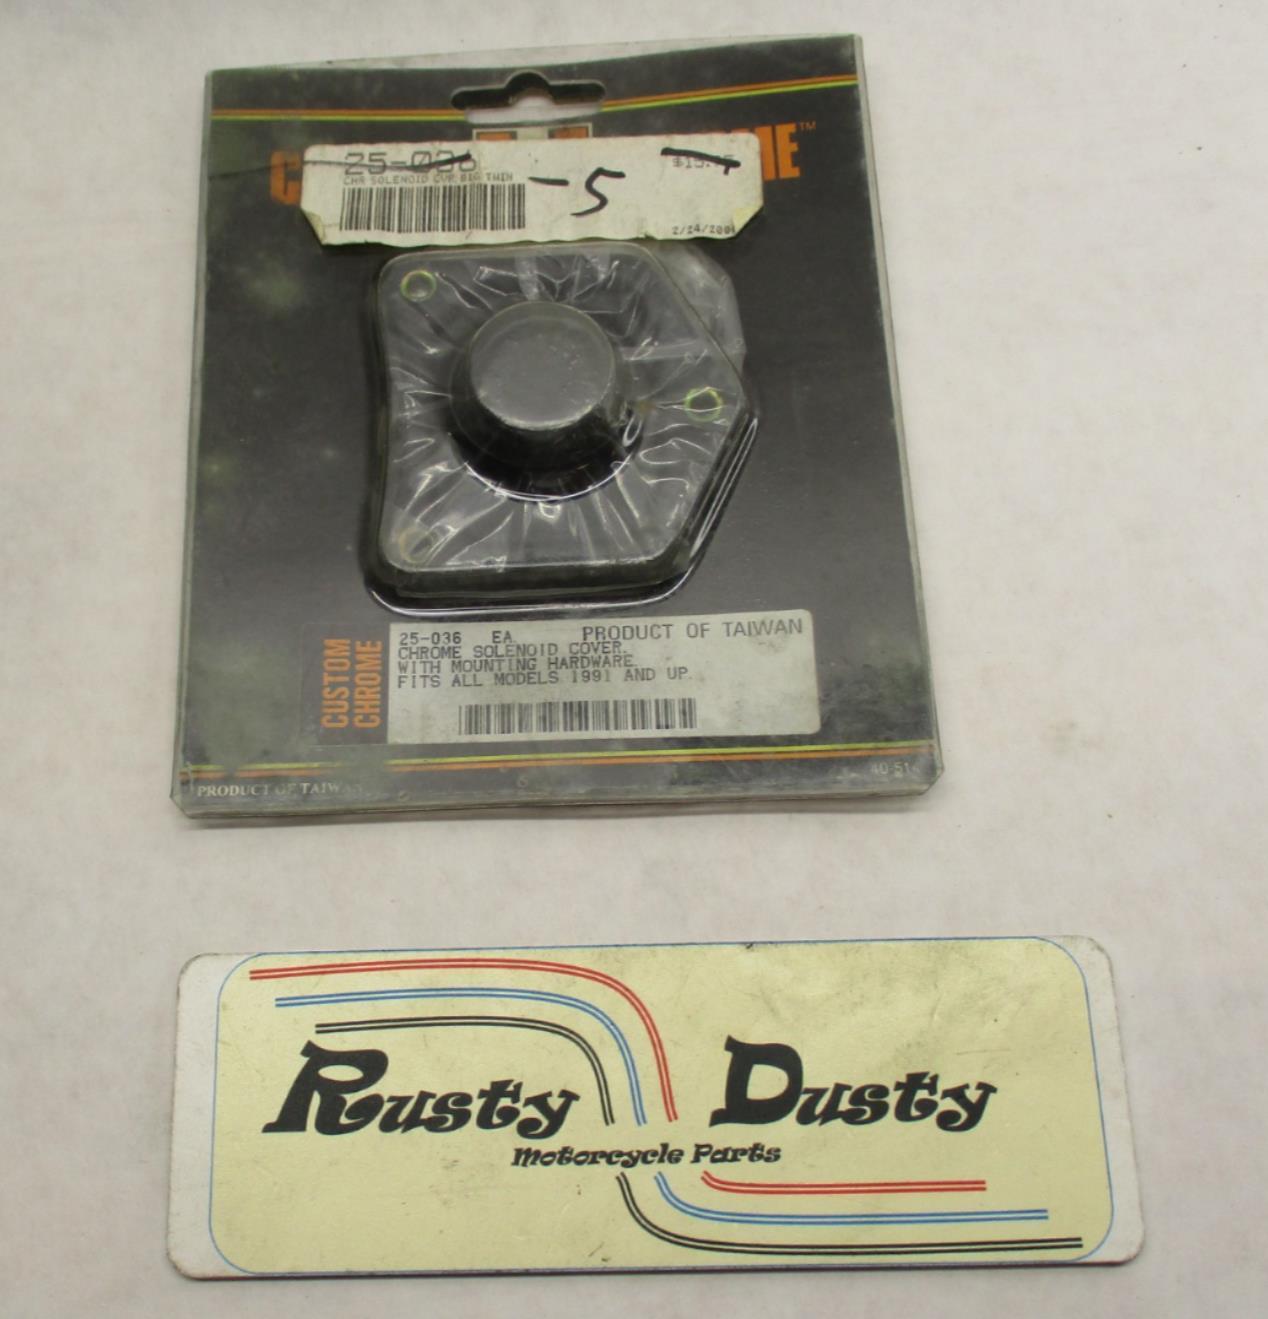 25-036
CHR SOLENOID CVR BIG TWIN
-5
2/24/200
25-036 EA. PRODUCT OF TAIWAN
CHROME SOLENOID COVER.
WITH MOUNTING HARDWARE.
FITS ALL MODELS 1991 AND UP.
CUSTOM
CHROME
PRODUCT OF TAIWAN
Rusty Dusty
Motorcycle Parts